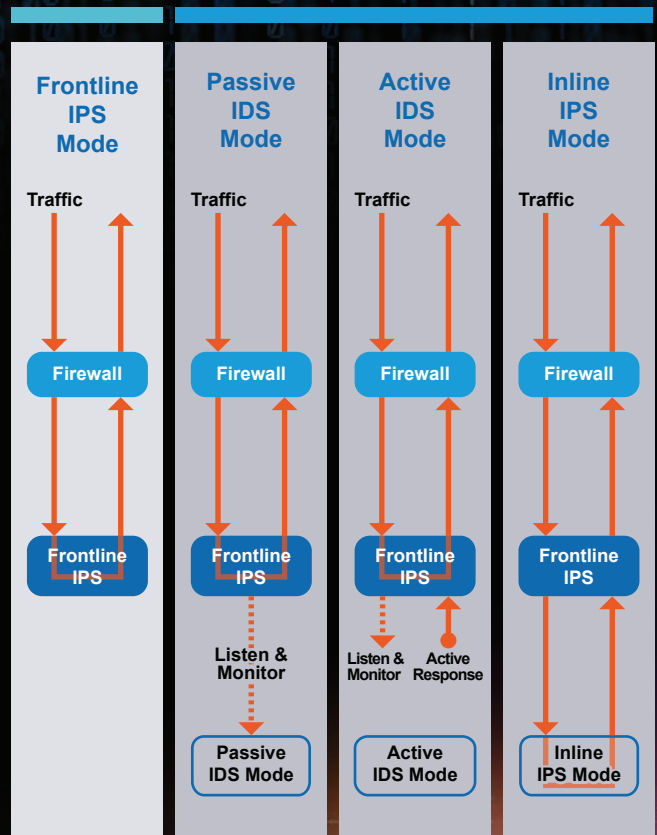 Frontline
IPS
Mode
Traffic
Firewall
Frontline
IPS
Passive
IDS
Mode
Traffic
Firewall
Frontline
IPS
Listen &
Monitor
Passive
IDS Mode
Active
IDS
Mode
Traffic
Firewall
Frontline
IPS
Listen &
Monitor
Active
Response
Active
IDS Mode
Inline
IPS
Mode
Traffic
Firewall
Frontline
IPS
Inline
IPS Mode